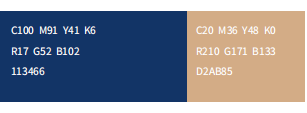 C100 M91 Y41 K6
R17 G52 B102
113466
C20 M36 Y48 K0
R210 G171 B133
D2AB85